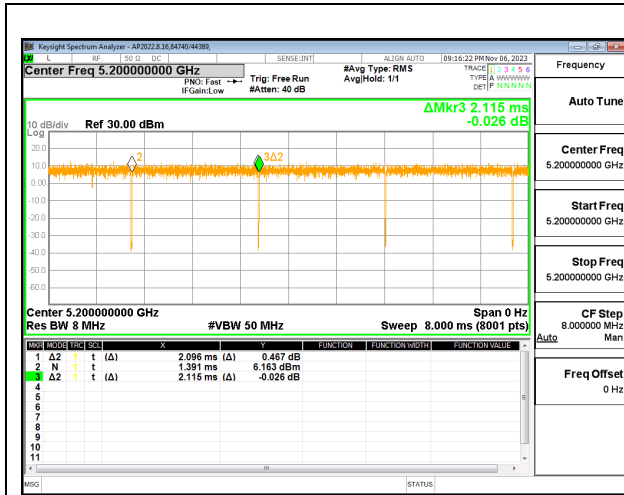 Keysight Spectrum Analyzer - AP2022.8.16,84740/44389,
L RF 50 Ω DC SENSE:INT ALIGN AUTO 09:16:22 PM Nov 06, 2023
Center Freq 5.200000000 GHz
PNO: Fast
IFGain:Low
Trig: Free Run
#Atten: 40 dB
#Avg Type: RMS
Avg|Hold: 1/1
TRACE 1 2 3 4 5 6
TYPE A WWWWW
DET P N N N N N
Frequency
Auto Tune
Center Freq
5.200000000 GHz
Start Freq
5.200000000 GHz
Stop Freq
5.200000000 GHz
CF Step
8.000000 MHz
Auto Man
Freq Offset
0 Hz
ΔMkr3 2.115 ms
-0.026 dB
10 dB/div Ref 30.00 dBm
Log
20.0
10.0
0.00
-10.0
-20.0
-30.0
-40.0
-50.0
-60.0
2
3Δ2
Center 5.200000000 GHz Span 0 Hz
Res BW 8 MHz #VBW 50 MHz Sweep 8.000 ms (8001 pts)
MKR MODE TRC SCL X Y FUNCTION FUNCTION WIDTH FUNCTION VALUE
1 Δ2 1 t (Δ) 2.096 ms (Δ) 0.467 dB
2 N 1 t 1.391 ms 6.163 dBm
3 Δ2 1 t (Δ) 2.115 ms (Δ) -0.026 dB
4
5
6
7
8
9
10
11
MSG STATUS